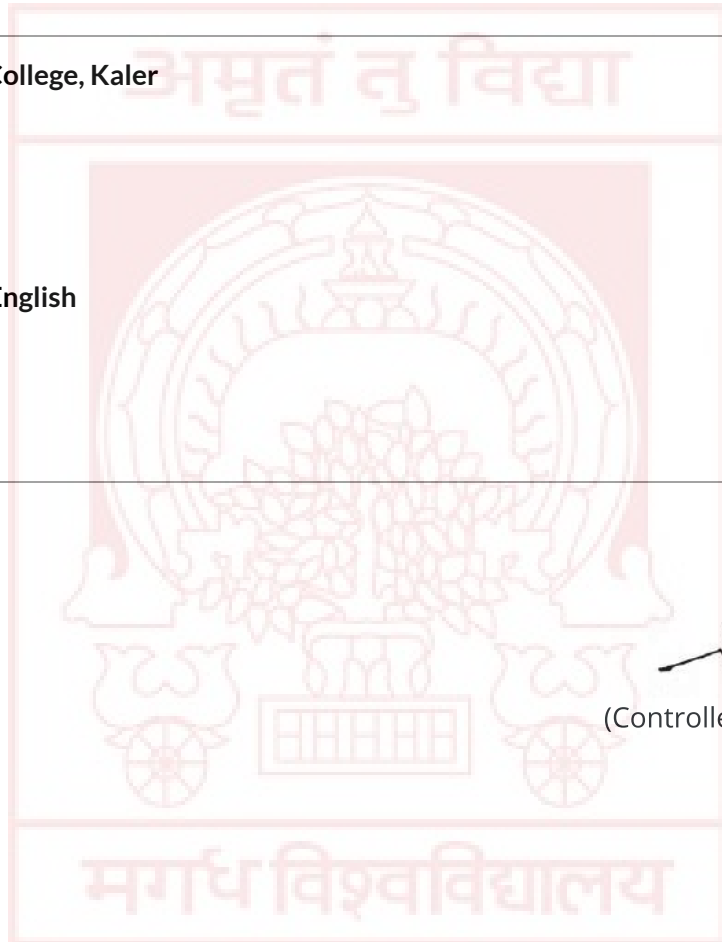 अमृतं तु विद्या
College, Kaler
English
(Controlle
मगध विश्वविद्यालय